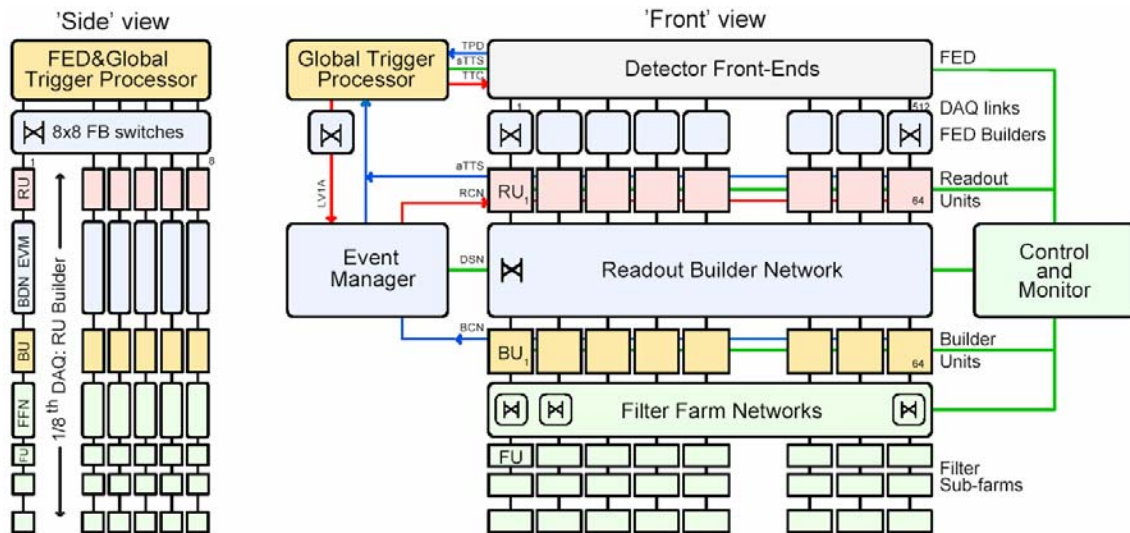 'Side' view
FED&Global
Trigger Processor
8x8 FB switches
1
8
RU
BDN EVM
BU
FFN
FU
1/8th DAQ: RU Builder
'Front' view
Global Trigger
Processor
TPD
sTTS
TTC
Detector Front-Ends
FED
1
512
DAQ links
FED Builders
LV1A
aTTS
RCN
RU1
64
Readout
Units
Event
Manager
DSN
Readout Builder Network
Control
and
Monitor
BCN
BU1
64
Builder
Units
Filter Farm Networks
FU
Filter
Sub-farms